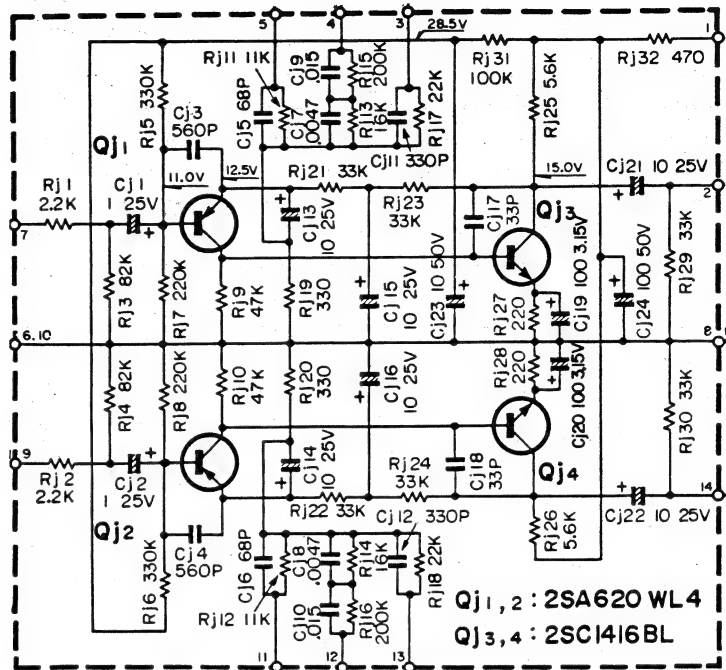 5 4 3 28.5V 1
Rj11 11K
Cj9 .015
Rj15 200K
Rj31 100K
Rj25 5.6K
Rj32 470
Rj5 330K
Cj3 560P
Cj5 68P
Cj7 .0047
Rj13 16K
Cj11 330P
Rj17 22K
Qj1
11.0V
12.5V
Rj21 33K
15.0V
Cj21 10 25V
Rj1 2.2K
Cj1 1 25V
Cj13 10 25V
Rj23 33K
Cj17 33P
Qj3
2
7
Rj3 82K
Rj7 220K
Rj9 47K
Rj19 330
Cj15 10 25V
Cj23 10 50V
Rj27 220
Cj19 100 3.15V
Cj24 100 50V
Rj29 33K
6.10
8
Rj4 82K
Rj8 220K
Rj10 47K
Rj20 330
Cj16 10 25V
Rj28 220
Cj20 100 3.15V
Rj30 33K
9
Rj2 2.2K
Cj2 1 25V
Cj14 10 25V
Rj24 33K
Cj18 33P
Qj4
14
Qj2
Rj22 33K
Cj12 330P
Cj22 10 25V
Rj6 330K
Cj4 560P
Cj6 68P
Cj8 .0047
Rj14 16K
Rj18 22K
Rj26 5.6K
Rj12 11K
Cj10 .015
Rj16 200K
Qj1,2 : 2SA620 WL4
Qj3,4 : 2SC1416BL
11 12 13